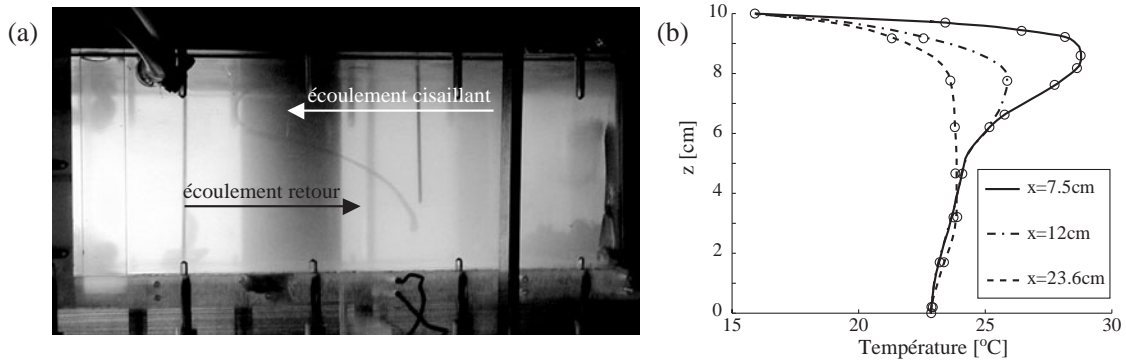 (a)
écoulement cisaillant
écoulement retour
(b)
10
8
6
4
2
0
z [cm]
x=7.5cm
x=12cm
x=23.6cm
15
20
25
30
Température [°C]